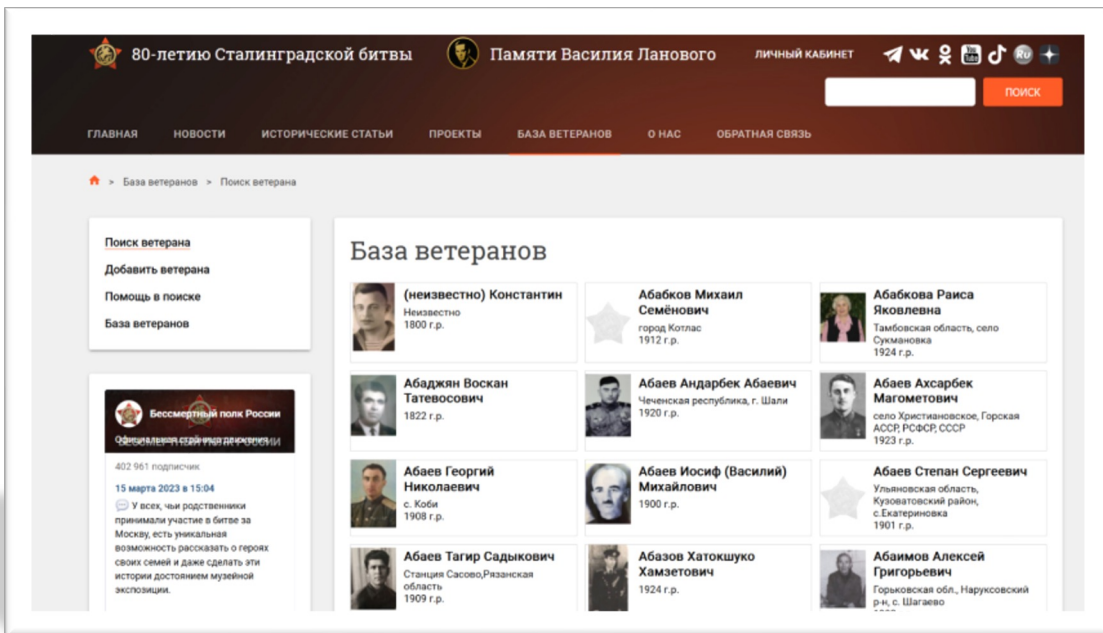 80-летию Сталинградской битвы
Памяти Василия Ланового
ЛИЧНЫЙ КАБИНЕТ
You Tube
RU
ПОИСК
ГЛАВНАЯ
НОВОСТИ
ИСТОРИЧЕСКИЕ СТАТЬИ
ПРОЕКТЫ
БАЗА ВЕТЕРАНОВ
О НАС
ОБРАТНАЯ СВЯЗЬ
> База ветеранов > Поиск ветерана
Поиск ветерана
Добавить ветерана
Помощь в поиске
База ветеранов
Бессмертный полк России
Официальная страница движения
402 961 подписчик
15 марта 2023 в 15:04
У всех, чьи родственники
принимали участие в битве за
Москву, есть уникальная
возможность рассказать о героях
своих семей и даже сделать эти
истории достоянием музейной
экспозиции.
База ветеранов
(неизвестно) Константин
Неизвестно
1800 г.р.
Абабков Михаил
Семёнович
город Котлас
1912 г.р.
Абабкова Раиса
Яковлевна
Тамбовская область, село
Сукмановка
1924 г.р.
Абаджян Воскан
Татевосович
1822 г.р.
Абаев Андарбек Абаевич
Чеченская республика, г. Шали
1920 г.р.
Абаев Ахсарбек
Магометович
село Христиановское, Горская
АССР, РСФСР, СССР
1923 г.р.
Абаев Георгий
Николаевич
с. Коби
1908 г.р.
Абаев Иосиф (Василий)
Михайлович
1900 г.р.
Абаев Степан Сергеевич
Ульяновская область,
Кузоватовский район,
с.Екатериновка
1901 г.р.
Абаев Тагир Садыкович
Станция Сасово,Рязанская
область
1909 г.р.
Абазов Хатокшуко
Хамзетович
1924 г.р.
Абаимов Алексей
Григорьевич
Горьковская обл., Наруксовский
р-н, с. Шагаево